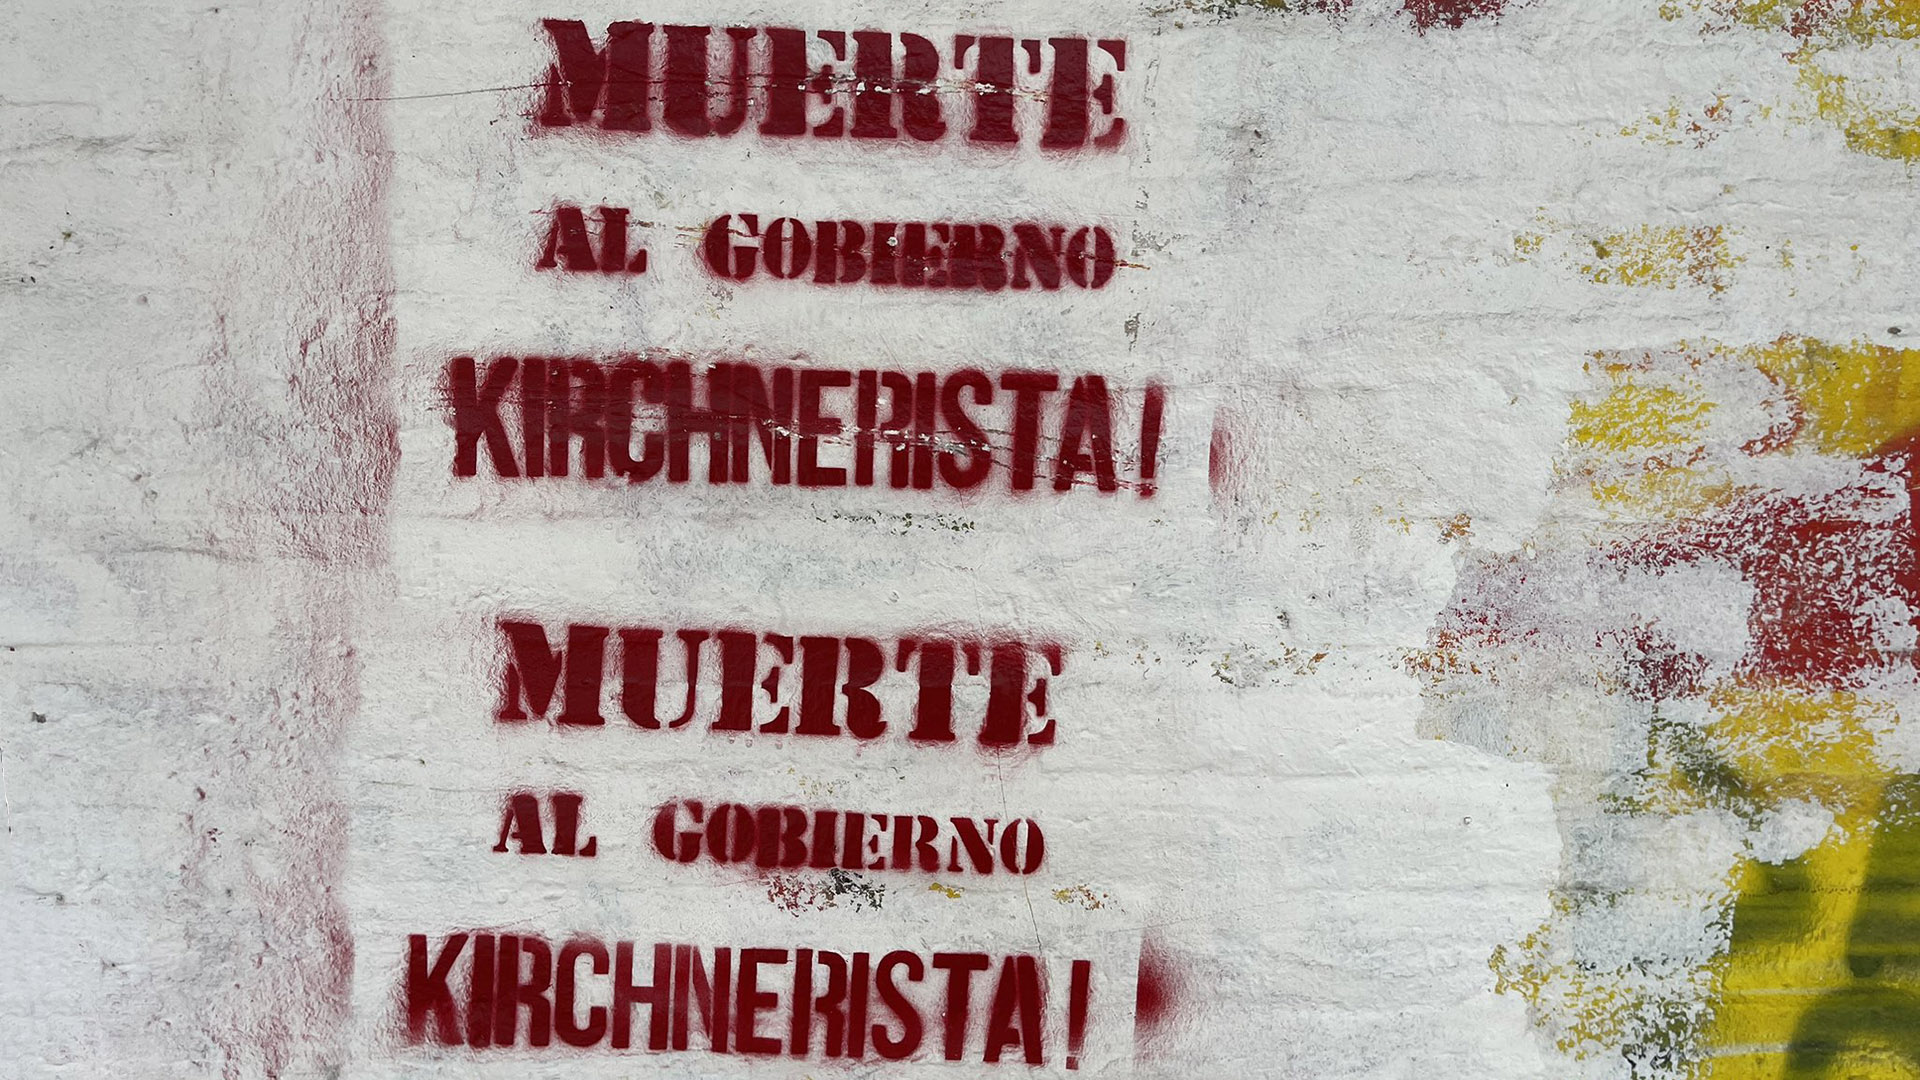 MUERTE
AL GOBIERNO
KIRCHNERISTA!
MUERTE
AL GOBIERNO
KIRCHNERISTA!